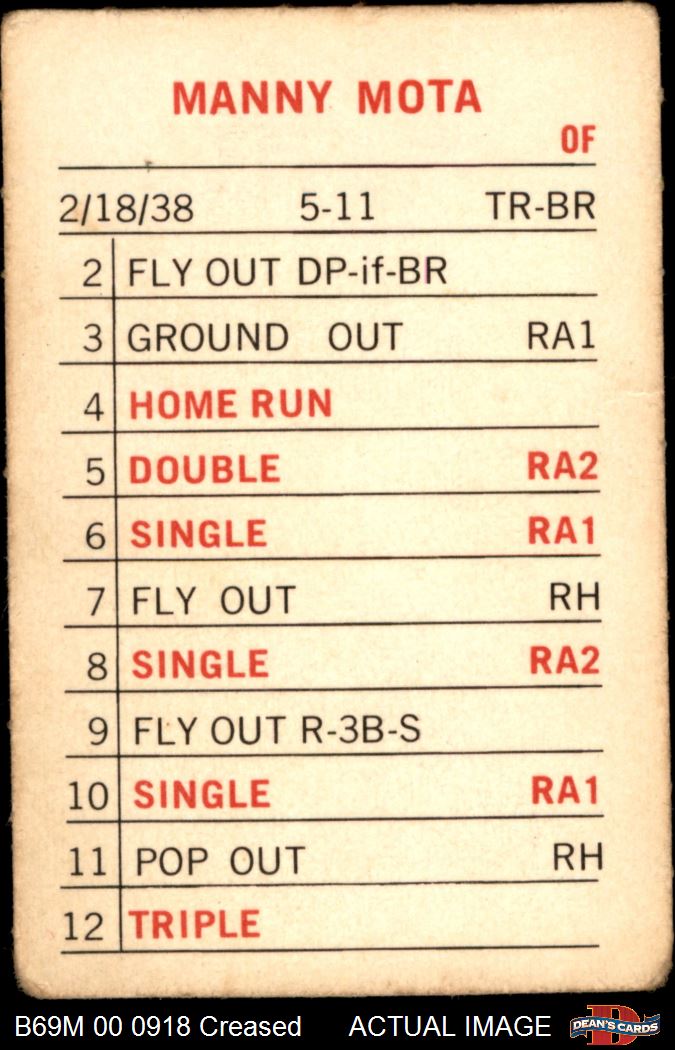 MANNY MOTA
OF
2/18/38 5-11 TR-BR
2 FLY OUT DP-if-BR
3 GROUND OUT RA1
4 HOME RUN
5 DOUBLE RA2
6 SINGLE RA1
7 FLY OUT RH
8 SINGLE RA2
9 FLY OUT R-3B-S
10 SINGLE RA1
11 POP OUT RH
12 TRIPLE
B69M 00 0918 Creased ACTUAL IMAGE D DEAN'S CARDS